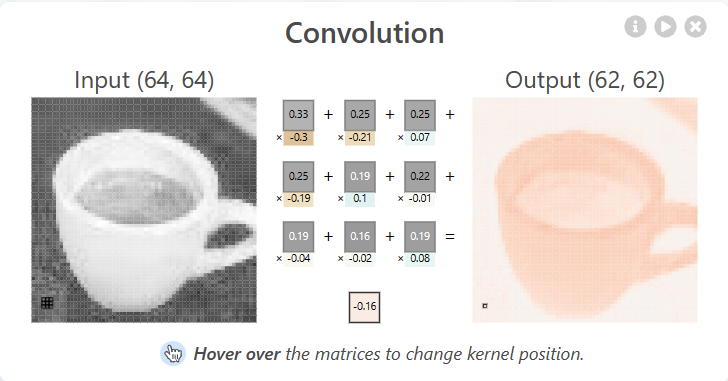 Convolution
Input (64, 64)
Output (62, 62)
0.33 + 0.25 + 0.25 +
× -0.3 × -0.21 × 0.07
0.25 + 0.19 + 0.22 +
× -0.19 × 0.1 × -0.01
0.19 + 0.16 + 0.19 =
× -0.04 × -0.02 × 0.08
-0.16
Hover over the matrices to change kernel position.